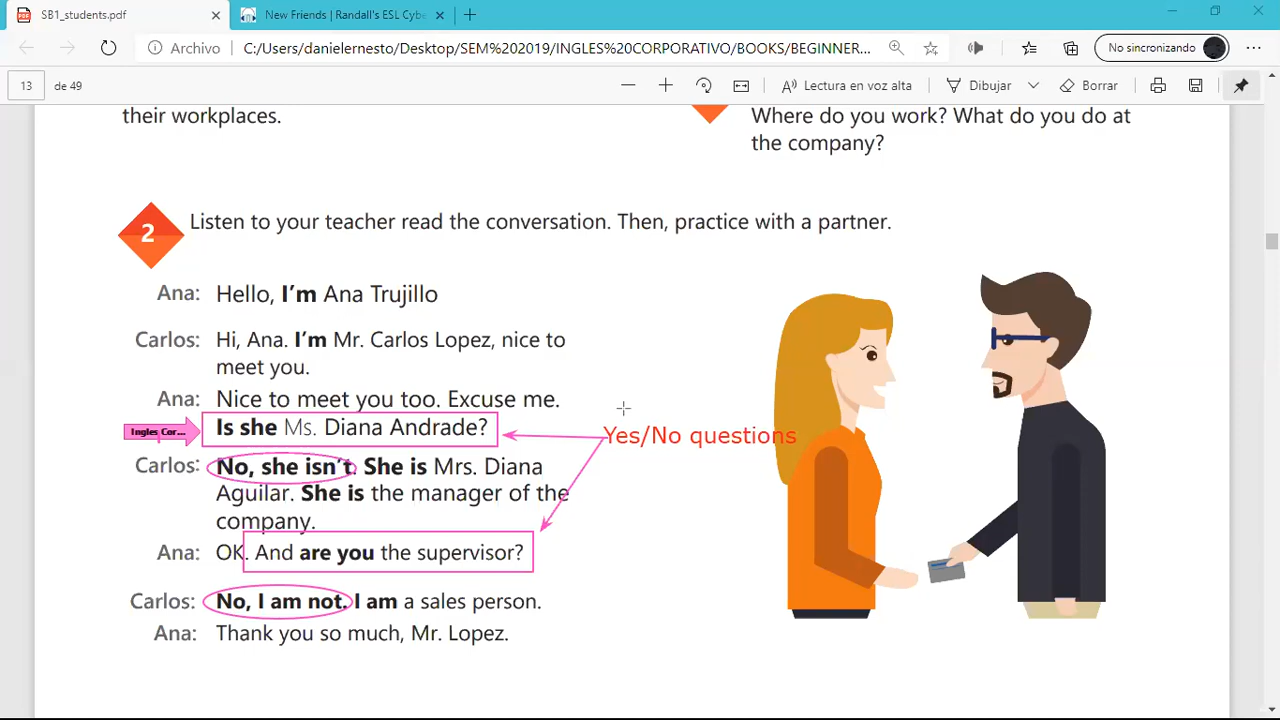 SB1_students.pdf
New Friends | Randall's ESL Cybe
Archivo
C:/Users/danielernesto/Desktop/SEM%202019/INGLES%20CORPORATIVO/BOOKS/BEGINNER...
No sincronizando
13 de 49
Lectura en voz alta
Dibujar
Borrar
their workplaces.
Where do you work? What do you do at
the company?
2
Listen to your teacher read the conversation. Then, practice with a partner.
Ana: Hello, I'm Ana Trujillo
Carlos: Hi, Ana. I'm Mr. Carlos Lopez, nice to
meet you.
Ana: Nice to meet you too. Excuse me.
Ingles Cor...
Is she Ms. Diana Andrade?
Yes/No questions
Carlos: No, she isn't. She is Mrs. Diana
Aguilar. She is the manager of the
company.
Ana: OK. And are you the supervisor?
Carlos: No, I am not. I am a sales person.
Ana: Thank you so much, Mr. Lopez.